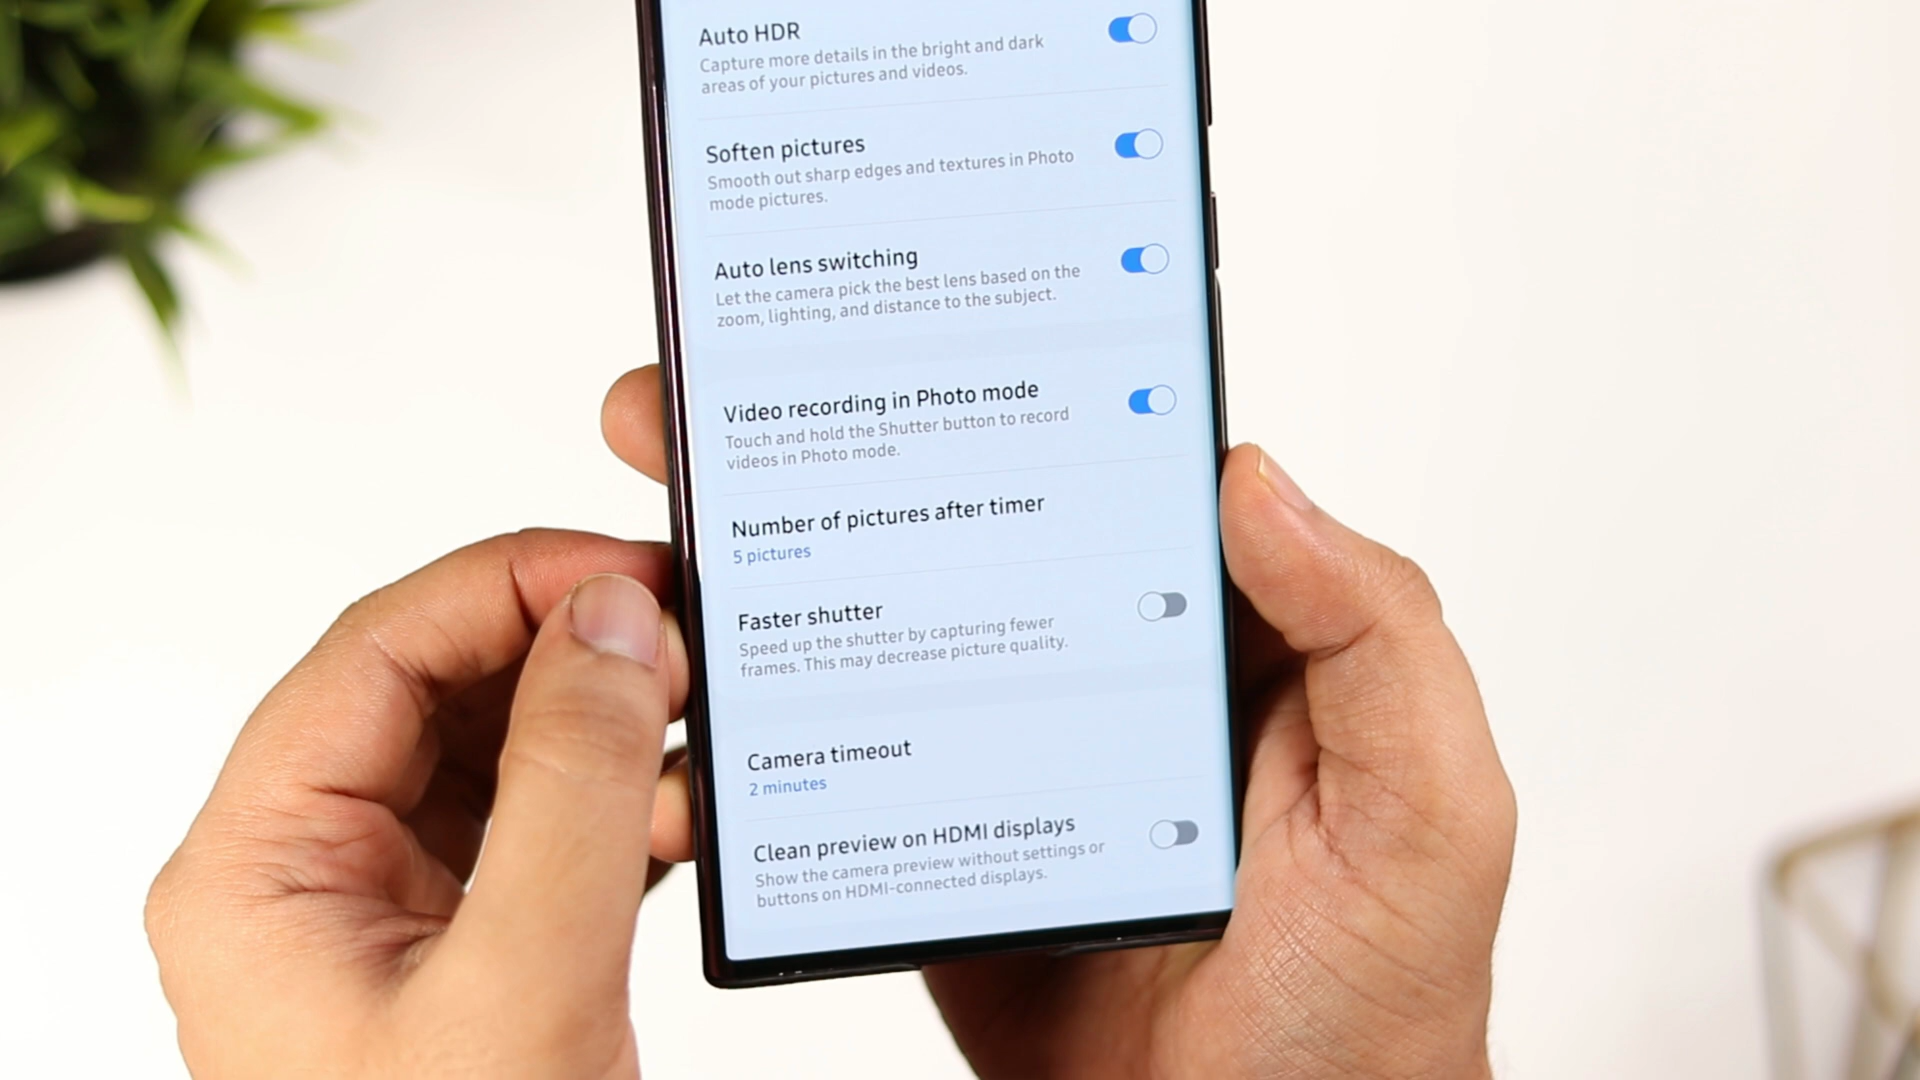 Auto HDR
Capture more details in the bright and dark
areas of your pictures and videos.
Soften pictures
Smooth out sharp edges and textures in Photo
mode pictures.
Auto lens switching
Let the camera pick the best lens based on the
zoom, lighting, and distance to the subject.
Video recording in Photo mode
Touch and hold the Shutter button to record
videos in Photo mode.
Number of pictures after timer
5 pictures
Faster shutter
Speed up the shutter by capturing fewer
frames. This may decrease picture quality.
Camera timeout
2 minutes
Clean preview on HDMI displays
Show the camera preview without settings or
buttons on HDMI-connected displays.